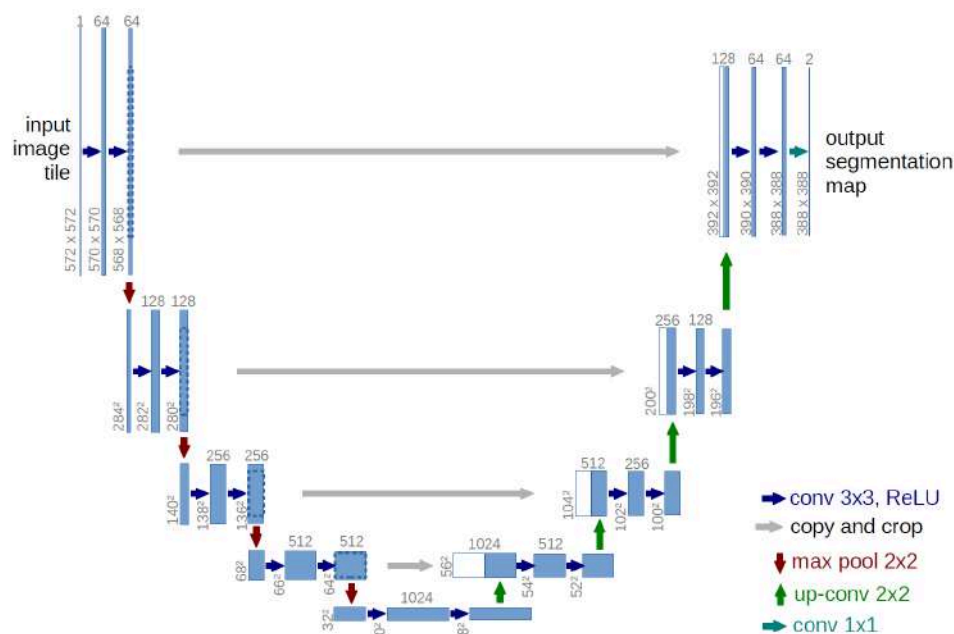 1 64 64
input
image
tile
572 x 572
570 x 570
568 x 568
128 64 64 2
output
segmentation
map
392 x 392
390 x 390
388 x 388
388 x 388
128 128
284²
282²
280²
256 128
200²
198²
196²
256 256
140²
138²
136²
512 256
104²
102²
100²
512 512
68²
66²
64²
1024 512
56²
54²
52²
1024
32²
conv 3x3, ReLU
copy and crop
max pool 2x2
up-conv 2x2
conv 1x1